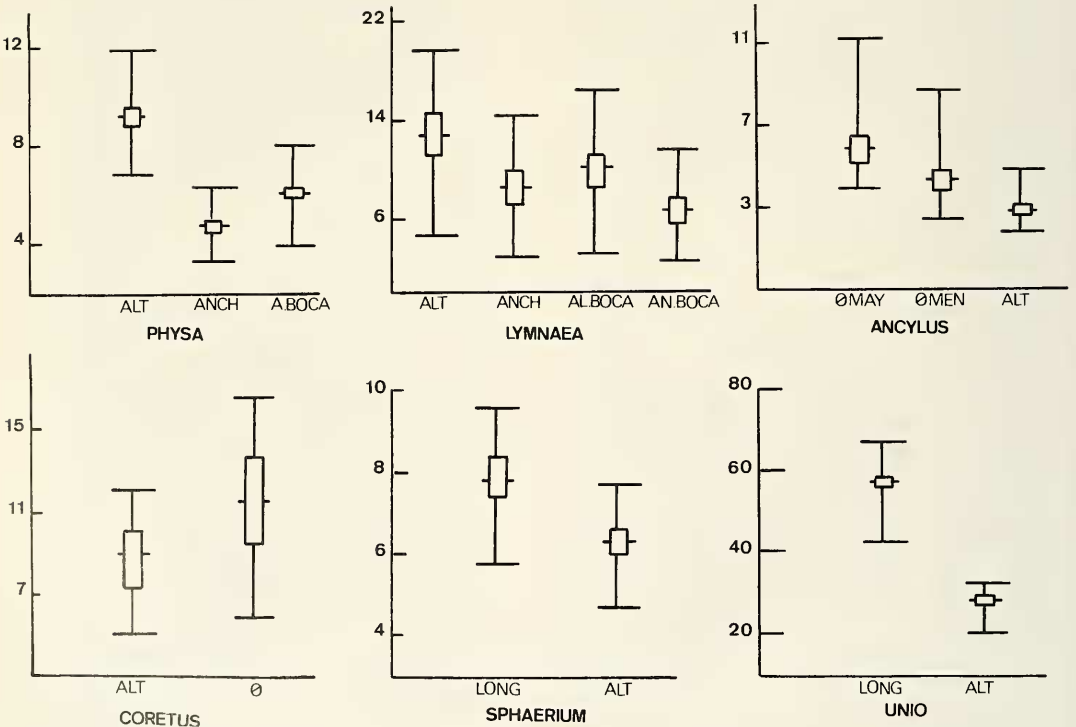 12
8
4
ALT ANCH A.BOCA
PHYSA
22
14
6
ALT ANCH AL.BOCA AN.BOCA
LYMNAEA
11
7
3
ØMAY ØMEN ALT
ANCYLUS
15
11
7
ALT Ø
CORETUS
10
8
6
4
LONG ALT
SPHAERIUM
80
60
40
20
LONG ALT
UNIO